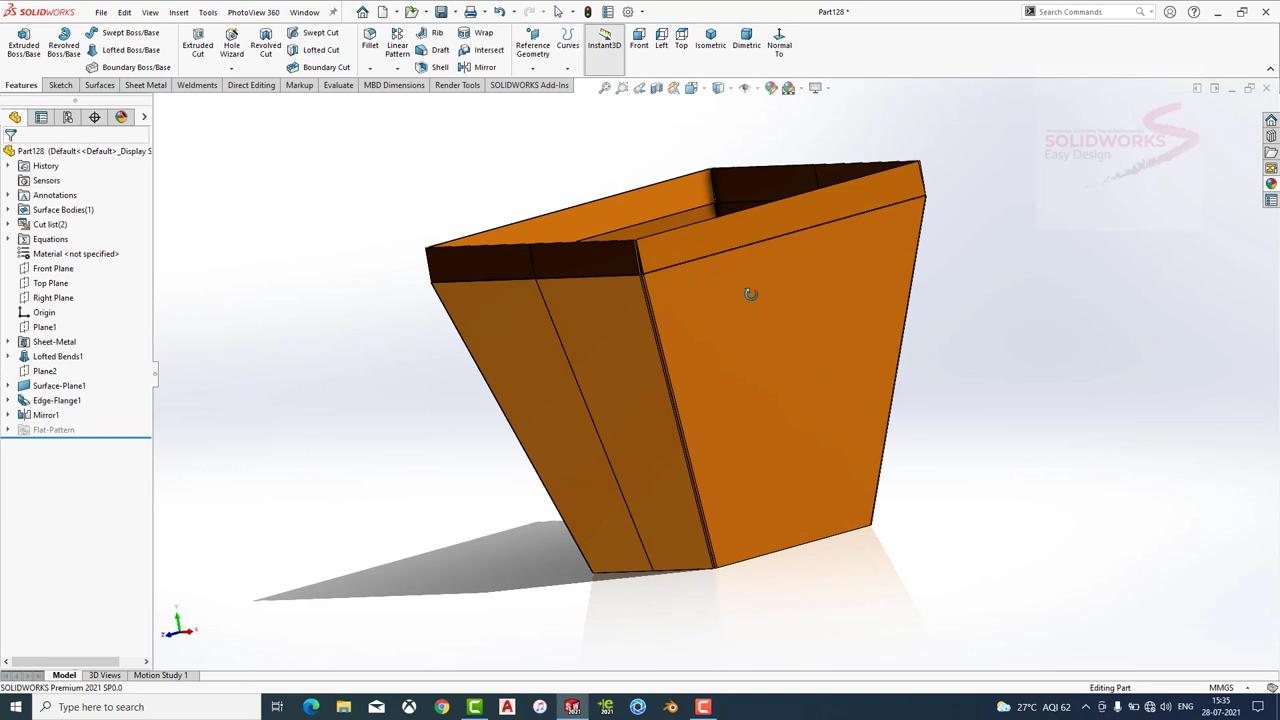 SOLIDWORKS File Edit View Insert Tools PhotoView 360 Window Part128 * Search Commands
Extruded Boss/Base Revolved Boss/Base Swept Boss/Base Lofted Boss/Base Boundary Boss/Base Extruded Cut Hole Wizard Revolved Cut Swept Cut Lofted Cut Boundary Cut Fillet Linear Pattern Rib Draft Shell Wrap Intersect Mirror Reference Geometry Curves Instant3D Front Left Top Isometric Dimetric Normal To
Features Sketch Surfaces Sheet Metal Weldments Direct Editing Markup Evaluate MBD Dimensions Render Tools SOLIDWORKS Add-Ins
SOLIDWORKS
Easy Design
Part128 (Default<<Default>_Display S
History
Sensors
Annotations
Surface Bodies(1)
Cut list(2)
Equations
Material <not specified>
Front Plane
Top Plane
Right Plane
Origin
Plane1
Sheet-Metal
Lofted Bends1
Plane2
Surface-Plane1
Edge-Flange1
Mirror1
Flat-Pattern
Y
Z X
Model 3D Views Motion Study 1
SOLIDWORKS Premium 2021 SP0.0 Editing Part MMGS
Type here to search 27°C AQI 62 ENG 15:35
28-07-2021